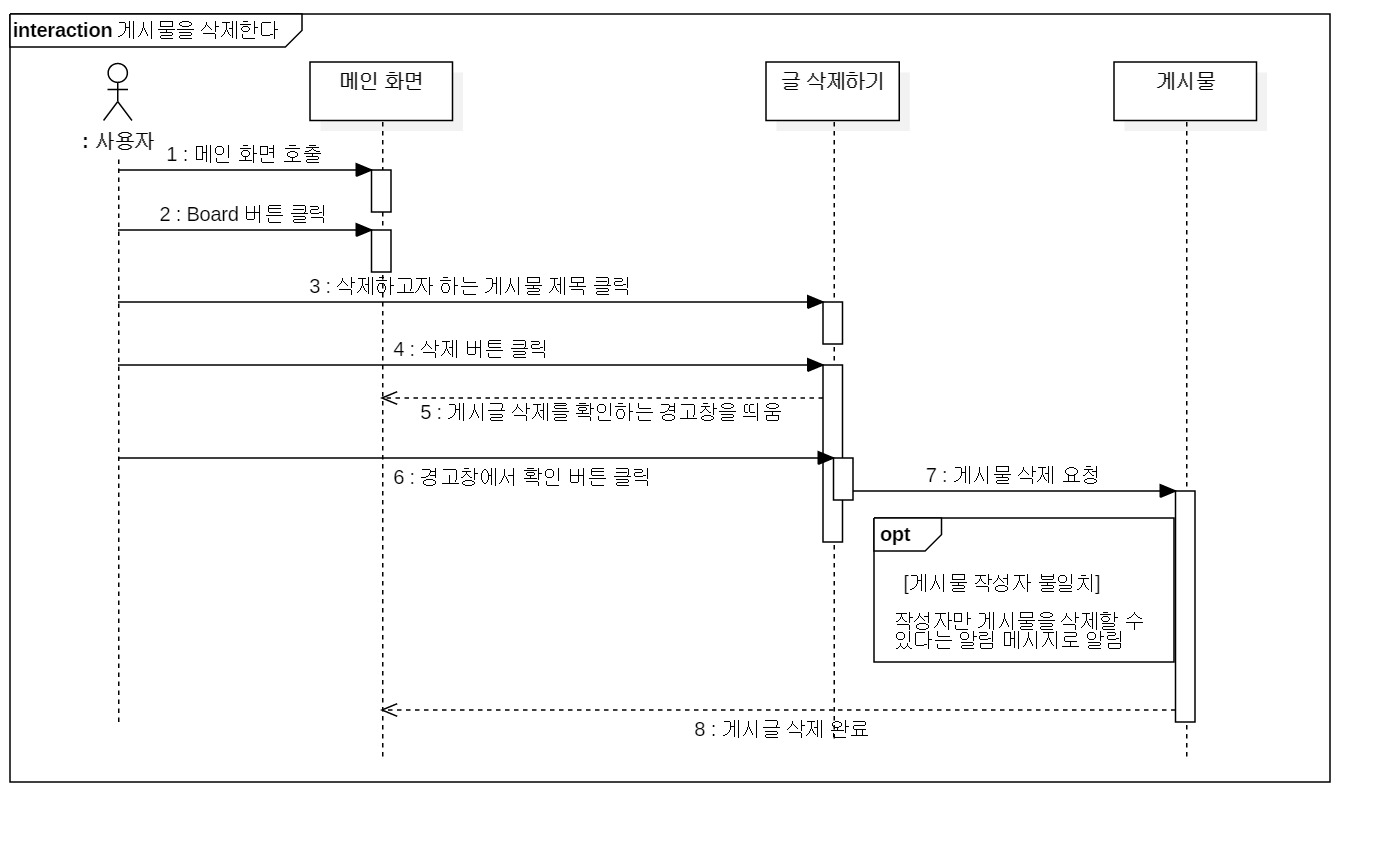 interaction 게시물을 삭제한다
메인 화면
글 삭제하기
게시물
: 사용자
1 : 메인 화면 호출
2 : Board 버튼 클릭
3 : 삭제하고자 하는 게시물 제목 클릭
4 : 삭제 버튼 클릭
5 : 게시글 삭제를 확인하는 경고창을 띄움
6 : 경고창에서 확인 버튼 클릭
7 : 게시물 삭제 요청
opt
[게시물 작성자 불일치]
작성자만 게시물을 삭제할 수
있다는 알림 메시지로 알림
8 : 게시글 삭제 완료